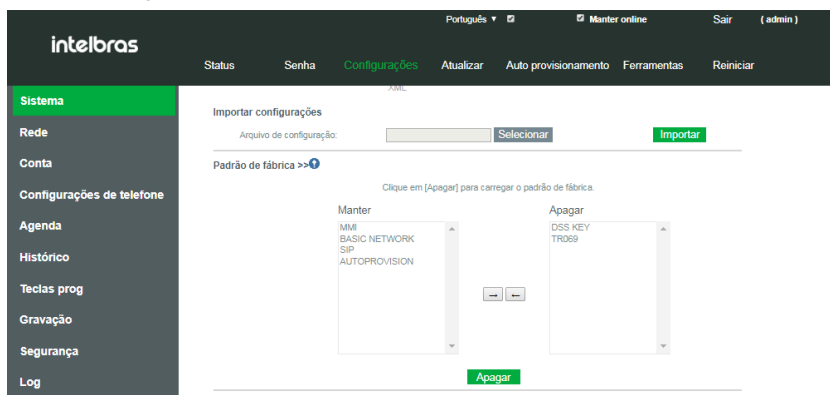 Português ▼ Manter online Sair ( admin )
intelbras
Status Senha Configurações Atualizar Auto provisionamento Ferramentas Reiniciar
Sistema
Rede
Conta
Configurações de telefone
Agenda
Histórico
Teclas prog
Gravação
Segurança
Log
XML
Importar configurações
Arquivo de configuração: Selecionar Importar
Padrão de fábrica >>
Clique em [Apagar] para carregar o padrão de fábrica.
Manter Apagar
MMI DSS KEY
BASIC NETWORK TR069
SIP
AUTOPROVISION
→ ←
Apagar